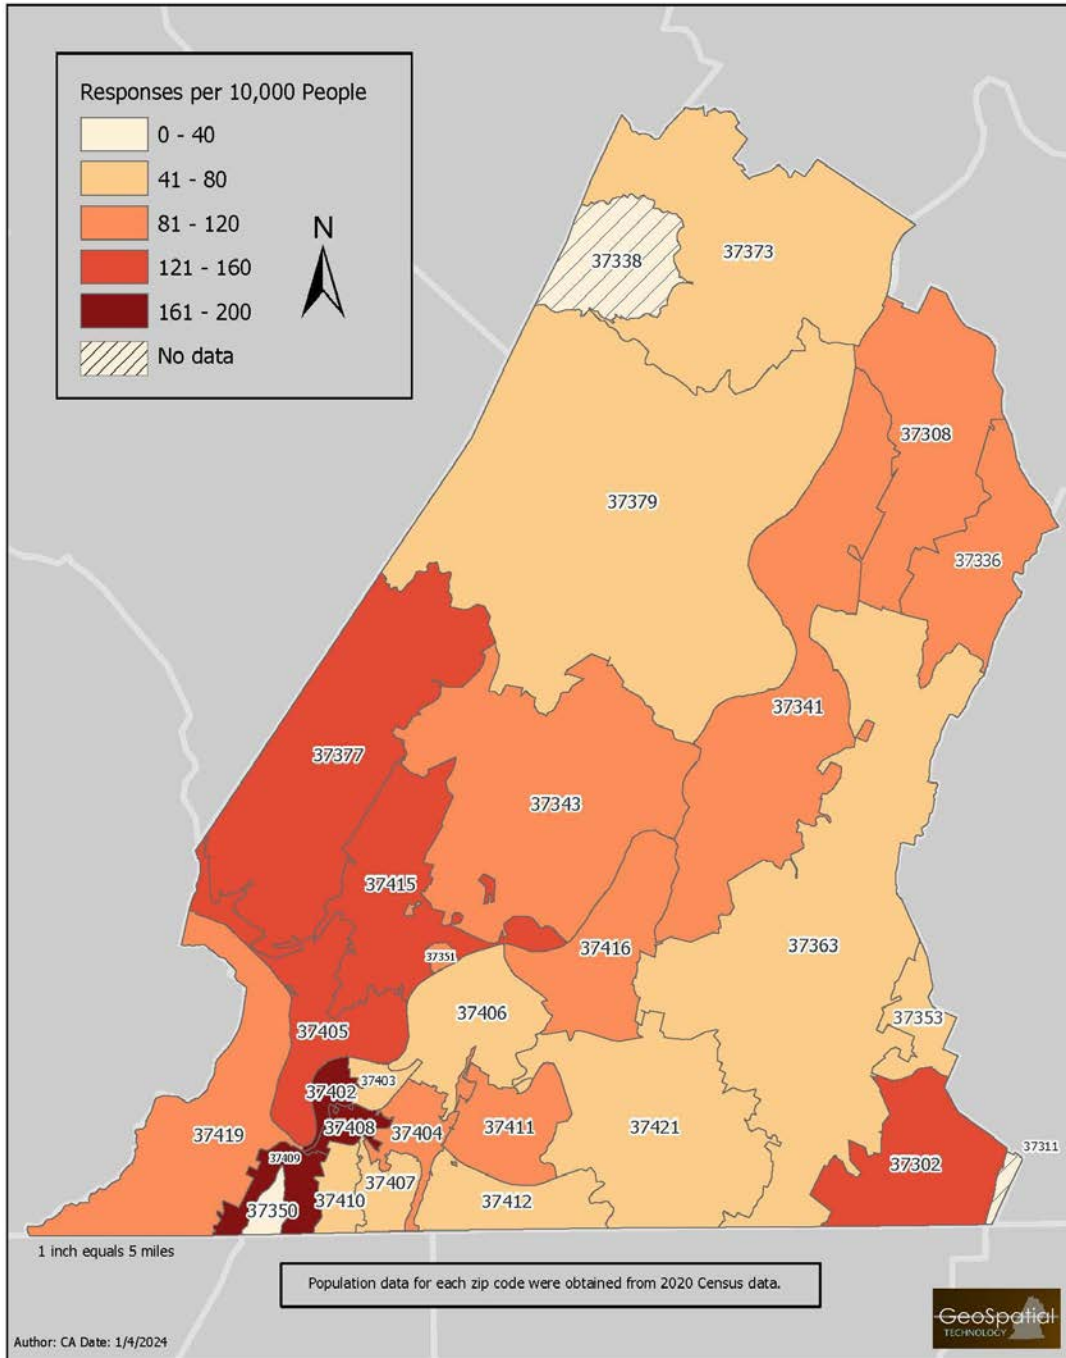 Responses per 10,000 People
0 - 40
41 - 80
81 - 120
121 - 160
161 - 200
No data
N
37338
37373
37308
37379
37336
37341
37377
37343
37415
37416
37363
37351
37406
37353
37405
37403
37402
37408
37404
37411
37421
37419
37409
37311
37302
37407
37410
37412
37350
1 inch equals 5 miles
Population data for each zip code were obtained from 2020 Census data.
Author: CA Date: 1/4/2024
GeoSpatial
TECHNOLOGY